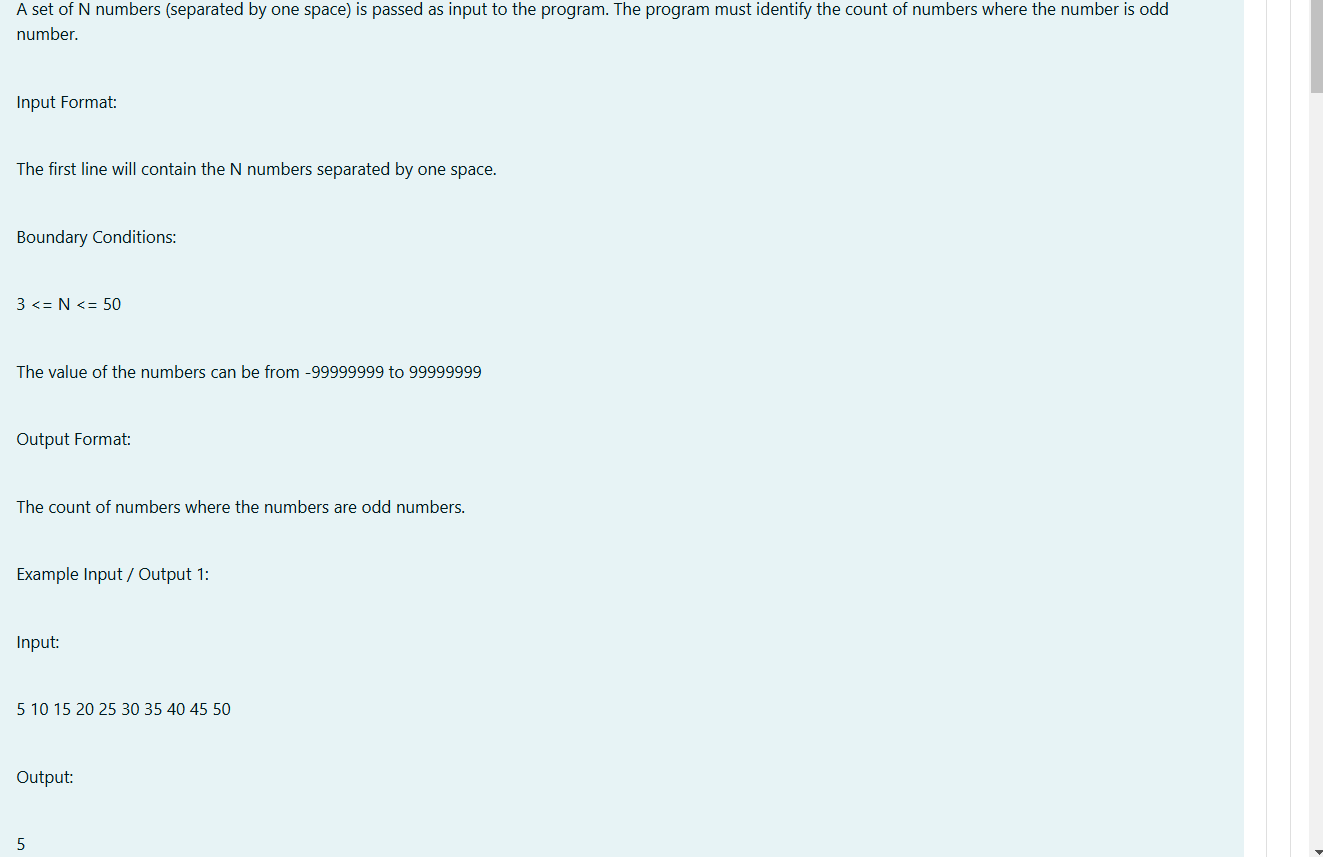 A set of N numbers (separated by one space) is passed as input to the program. The program must identify the count of numbers where the number is odd
number.
Input Format:
The first line will contain the N numbers separated by one space.
Boundary Conditions:
3 <= N <= 50
The value of the numbers can be from -99999999 to 99999999
Output Format:
The count of numbers where the numbers are odd numbers.
Example Input / Output 1:
Input:
5 10 15 20 25 30 35 40 45 50
Output:
5